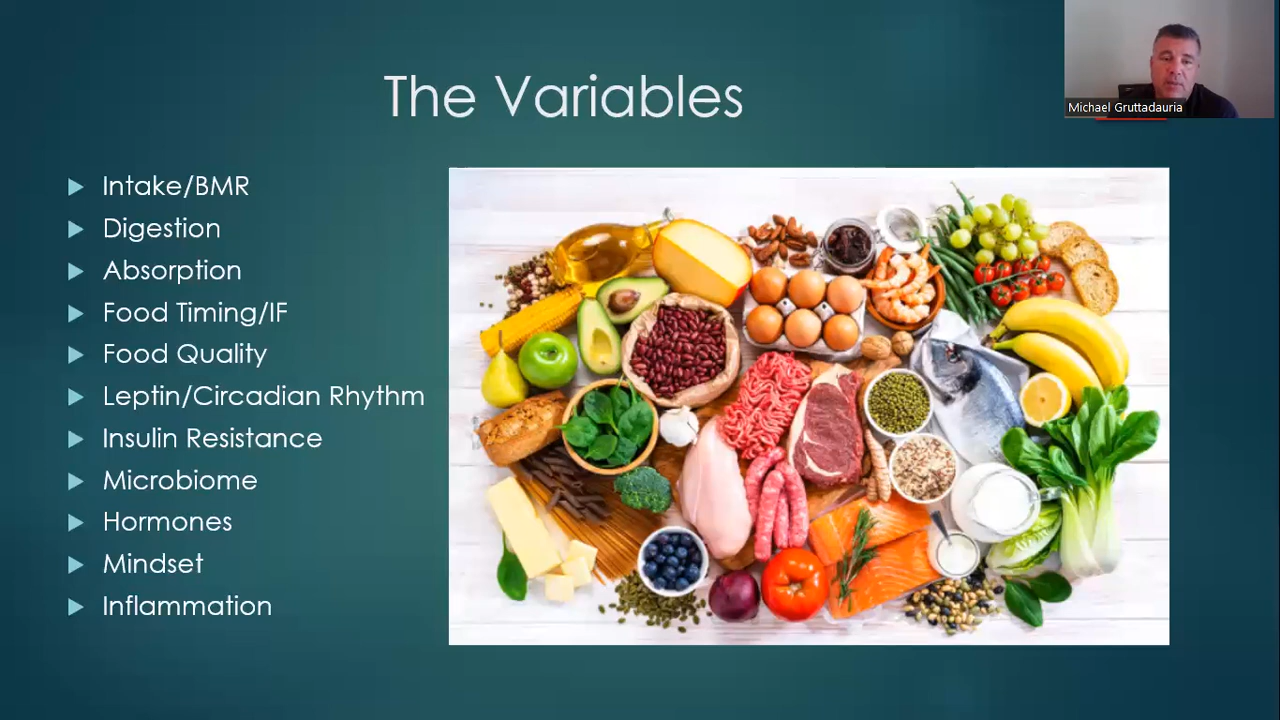 The Variables
Michael Gruttadauria
Intake/BMR
Digestion
Absorption
Food Timing/IF
Food Quality
Leptin/Circadian Rhythm
Insulin Resistance
Microbiome
Hormones
Mindset
Inflammation